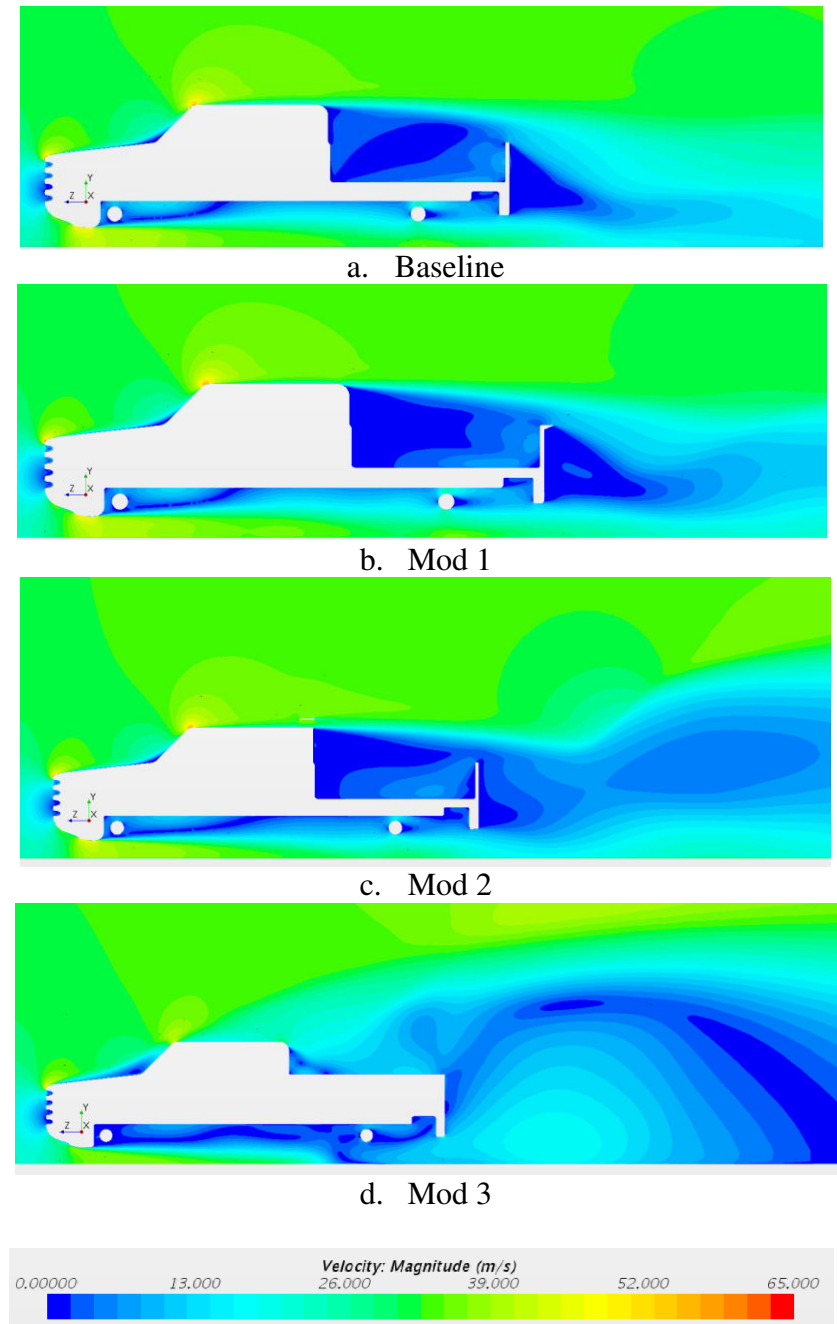 Y
Z X
a. Baseline
Y
Z X
b. Mod 1
Y
Z X
c. Mod 2
Y
Z X
d. Mod 3
Velocity: Magnitude (m/s)
0.00000 13.000 26.000 39.000 52.000 65.000